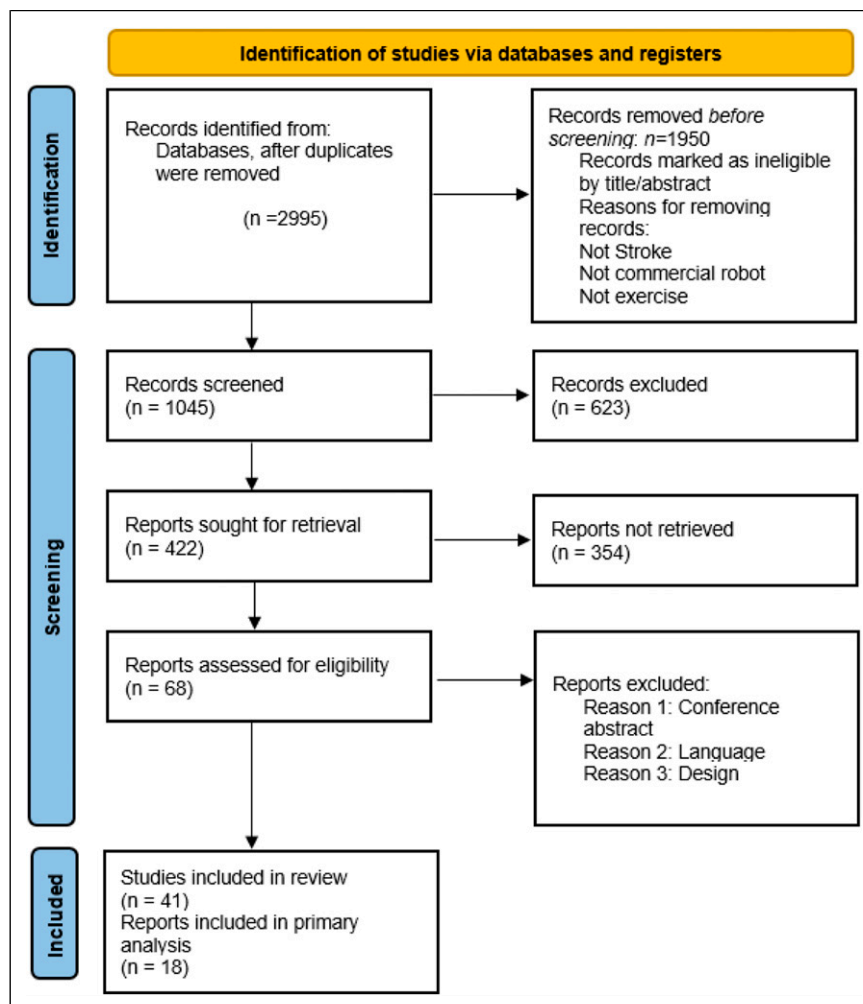 Identification of studies via databases and registers
Identification
Records identified from:
Databases, after duplicates
were removed
(n =2995)
Records removed before
screening: n=1950
Records marked as ineligible
by title/abstract
Reasons for removing
records:
Not Stroke
Not commercial robot
Not exercise
Screening
Records screened
(n = 1045)
Records excluded
(n = 623)
Reports sought for retrieval
(n = 422)
Reports not retrieved
(n = 354)
Reports assessed for eligibility
(n = 68)
Reports excluded:
Reason 1: Conference
abstract
Reason 2: Language
Reason 3: Design
Included
Studies included in review
(n = 41)
Reports included in primary
analysis
(n = 18)